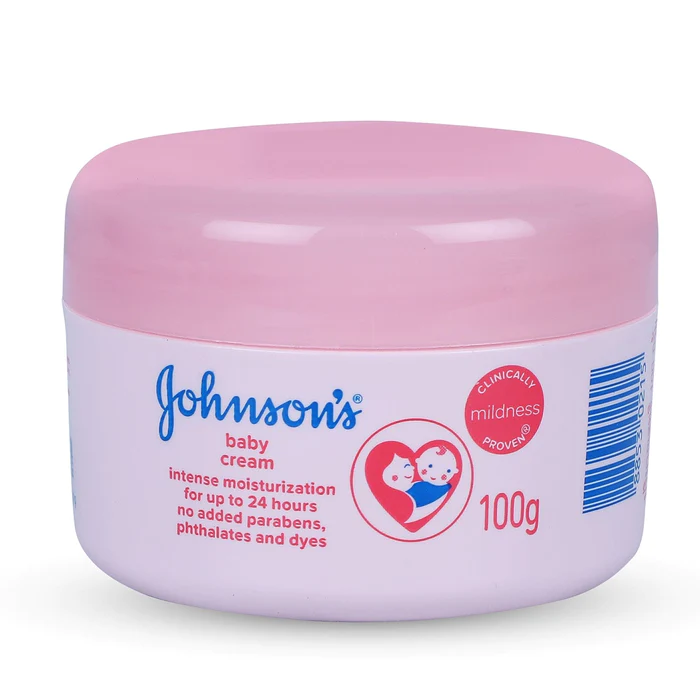 Johnson's®
baby
cream
intense moisturization
for up to 24 hours
no added parabens,
phthalates and dyes
CLINICALLY
mildness
PROVEN®
100g